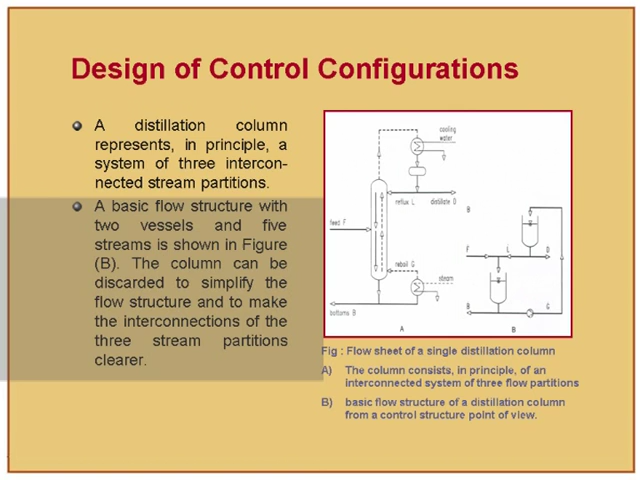 Design of Control Configurations
A distillation column
represents, in principle, a
system of three intercon-
nected stream partitions.
A basic flow structure with
two vessels and five
streams is shown in Figure
(B). The column can be
discarded to simplify the
flow structure and to make
the interconnections of the
three stream partitions
clearer.
cooling
water
reflux L
distillate D
feed F
reboil G
steam
bottoms B
A
B
F
L
D
B
G
B
Fig : Flow sheet of a single distillation column
A) The column consists, in principle, of an
interconnected system of three flow partitions
B) basic flow structure of a distillation column
from a control structure point of view.